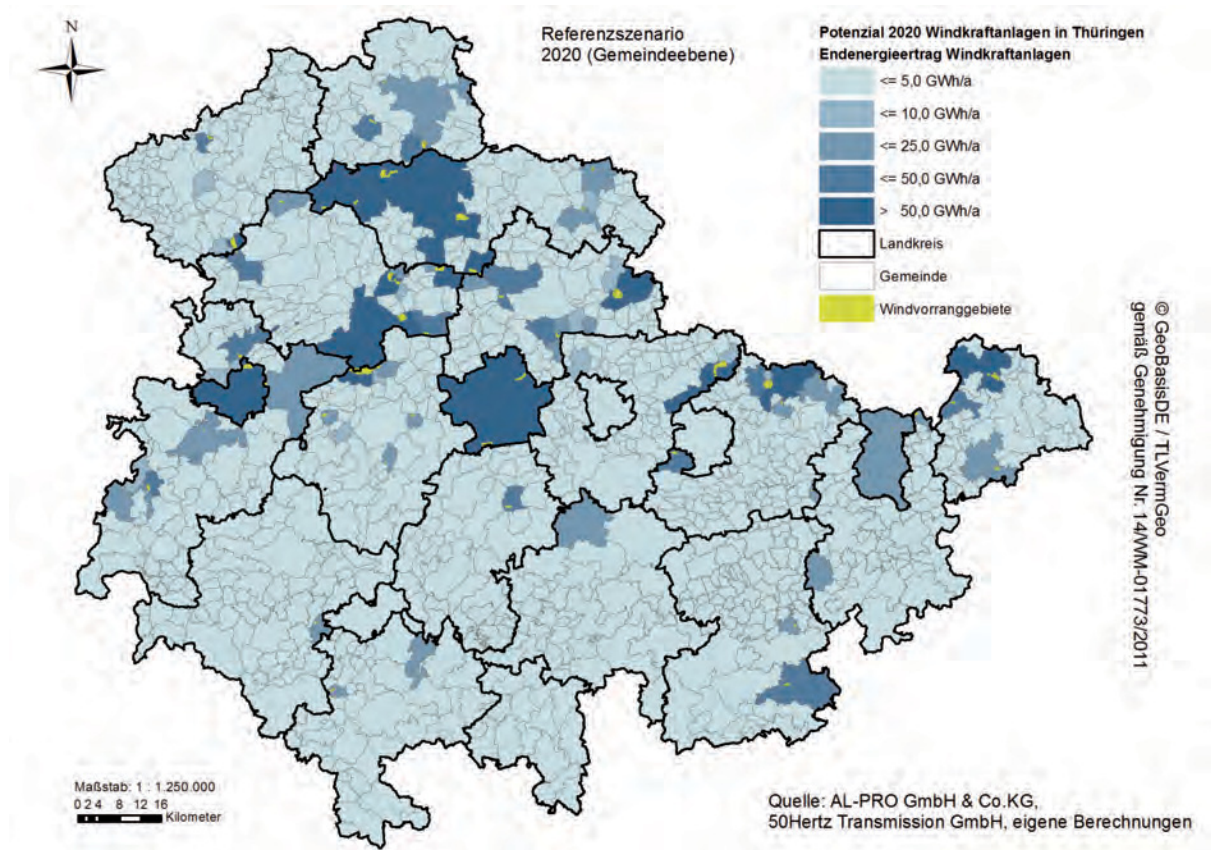 N
Referenzszenario
2020 (Gemeindeebene)
Potenzial 2020 Windkraftanlagen in Thüringen
Endenergieertrag Windkraftanlagen
<= 5,0 GWh/a
<= 10,0 GWh/a
<= 25,0 GWh/a
<= 50,0 GWh/a
> 50,0 GWh/a
Landkreis
Gemeinde
Windvorranggebiete
© GeoBasisDE / TLVermGeo
gemäß Genehmigung Nr. 14/WM-01773/2011
Maßstab: 1 : 1.250.000
0 2 4 8 12 16
Kilometer
Quelle: AL-PRO GmbH & Co.KG,
50Hertz Transmission GmbH, eigene Berechnungen